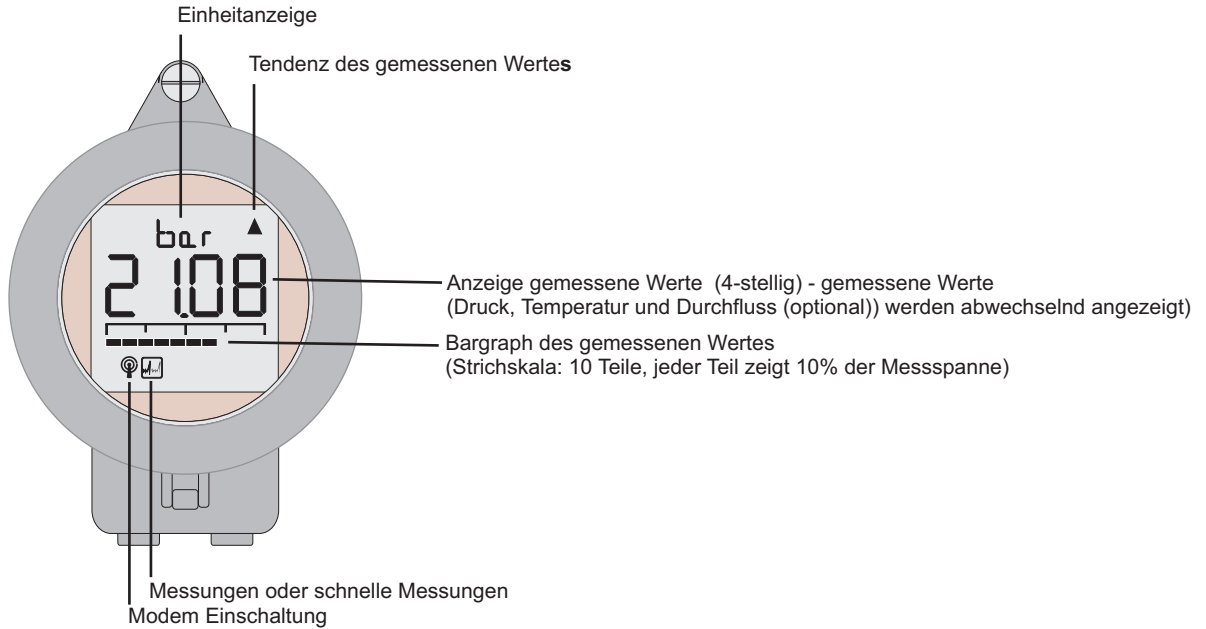 Einheitanzeige
Tendenz des gemessenen Wertes
bar
21.08
Anzeige gemessene Werte (4-stellig) - gemessene Werte
(Druck, Temperatur und Durchfluss (optional)) werden abwechselnd angezeigt)
Bargraph des gemessenen Wertes
(Strichskala: 10 Teile, jeder Teil zeigt 10% der Messspanne)
Messungen oder schnelle Messungen
Modem Einschaltung